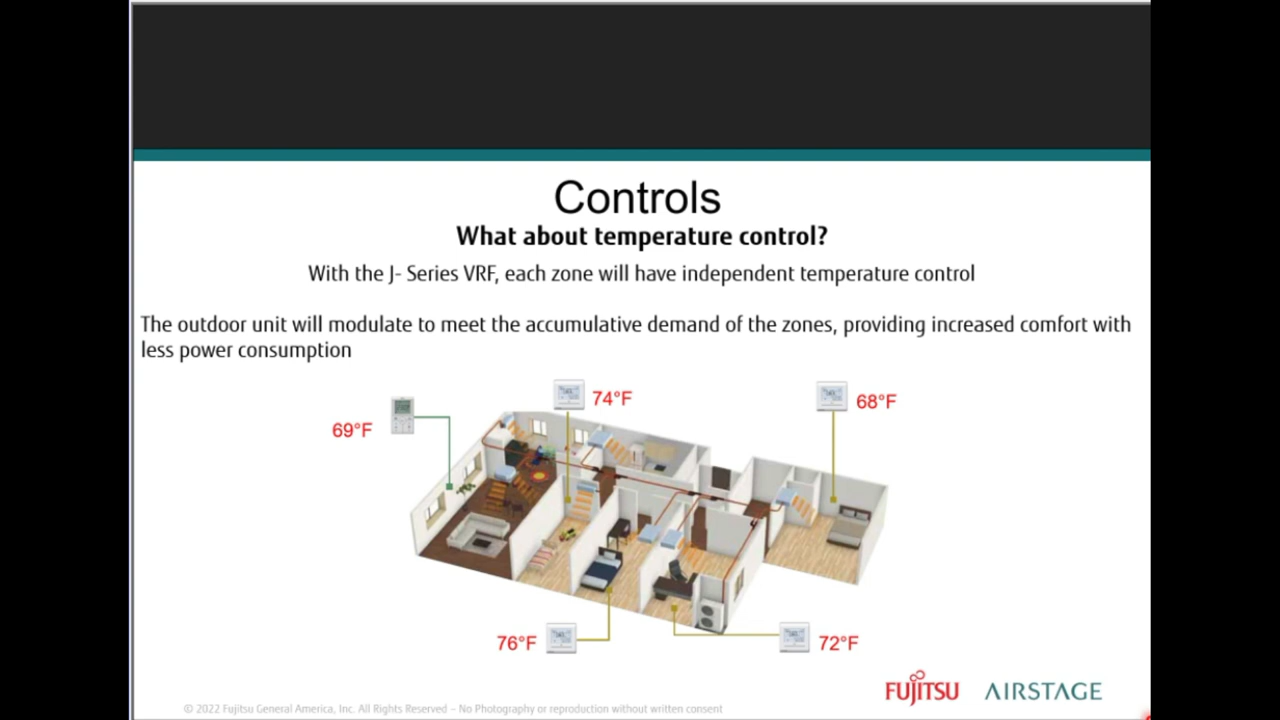 Controls
What about temperature control?
With the J- Series VRF, each zone will have independent temperature control
The outdoor unit will modulate to meet the accumulative demand of the zones, providing increased comfort with
less power consumption
74°F
68°F
69°F
76°F
72°F
FUJITSU AIRSTAGE
© 2022 Fujitsu General America, Inc. All Rights Reserved – No Photography or reproduction without written consent